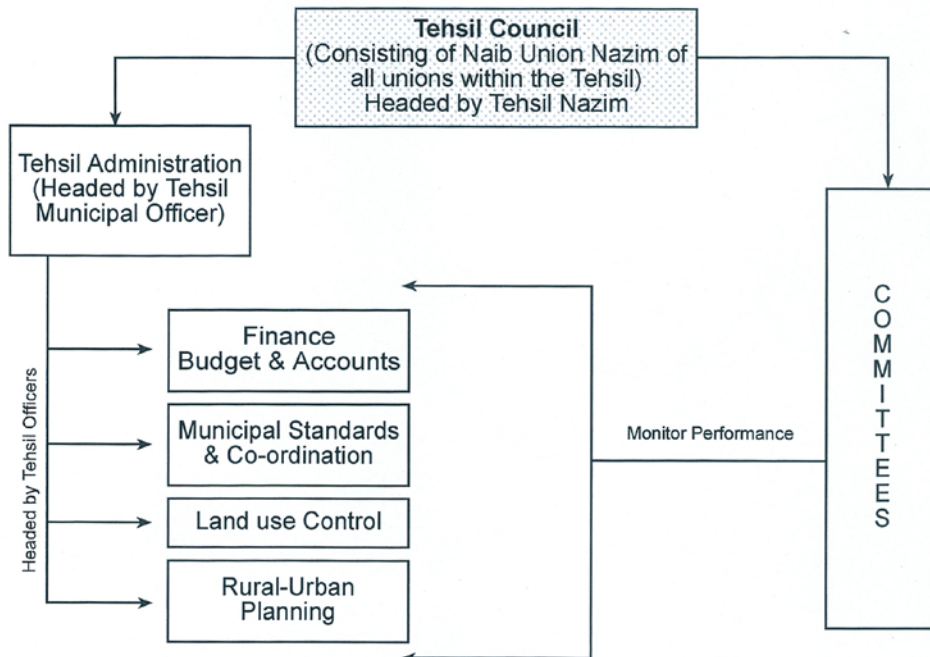 Tehsil Council
(Consisting of Naib Union Nazim of
all unions within the Tehsil)
Headed by Tehsil Nazim
Tehsil Administration
(Headed by Tehsil
Municipal Officer)
Headed by Tehsil Officers
Finance
Budget & Accounts
Municipal Standards
& Co-ordination
Land use Control
Rural-Urban
Planning
Monitor Performance
COMMITTEES